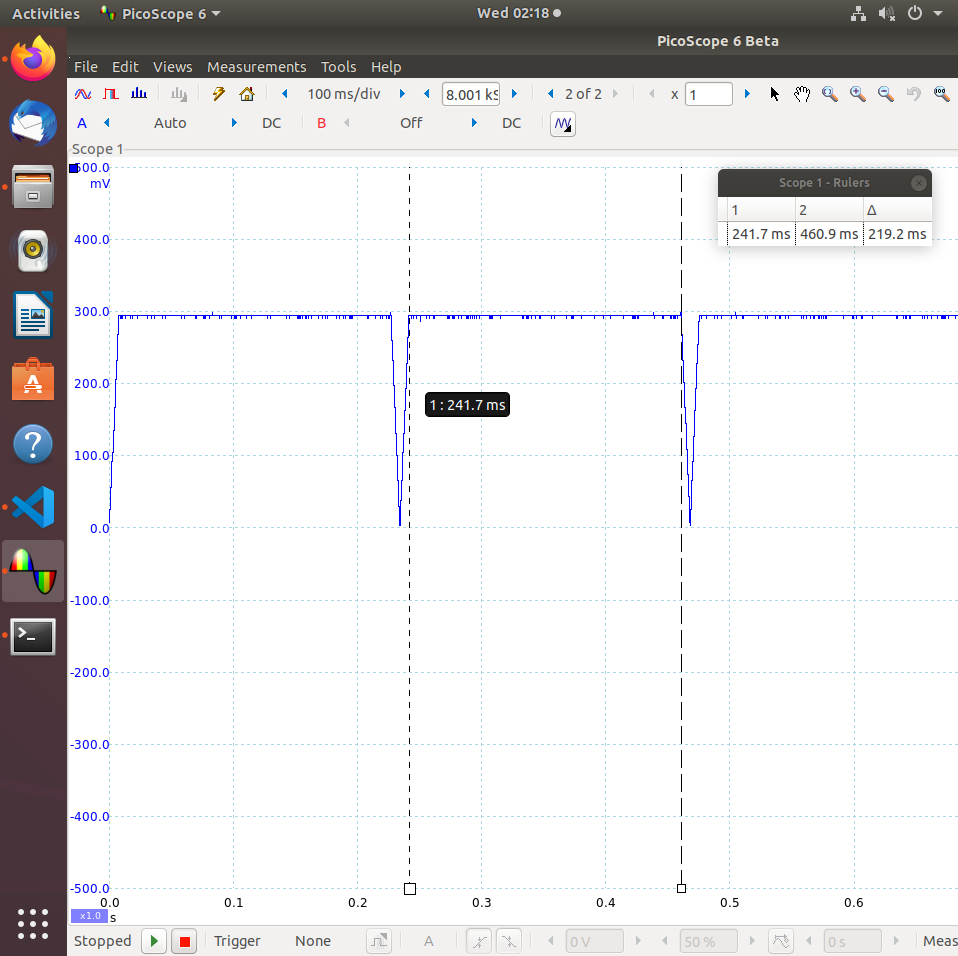 Activities PicoScope 6 Wed 02:18
PicoScope 6 Beta
File Edit Views Measurements Tools Help
100 ms/div 8.001 kS 2 of 2 x 1
A Auto DC B Off DC
Scope 1
500.0
mV
Scope 1 - Rulers
1 2 Δ
241.7 ms 460.9 ms 219.2 ms
400.0
300.0
200.0
1 : 241.7 ms
100.0
0.0
-100.0
-200.0
-300.0
-400.0
-500.0
0.0 0.1 0.2 0.3 0.4 0.5 0.6
x1.0 s
Stopped Trigger None A 0 V 50 % 0 s Meas